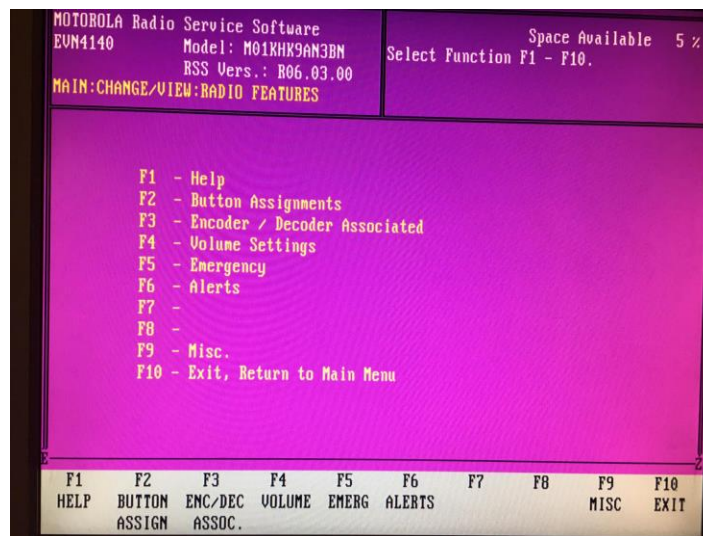 MOTOROLA Radio Service Software
EVN4140 Model: M01KHK9AN3BN
RSS Vers.: R06.03.00
MAIN:CHANGE/VIEW:RADIO FEATURES
Space Available 5 %
Select Function F1 - F10.
F1 - Help
F2 - Button Assignments
F3 - Encoder / Decoder Associated
F4 - Volume Settings
F5 - Emergency
F6 - Alerts
F7 -
F8 -
F9 - Misc.
F10 - Exit, Return to Main Menu
E Z
F1 F2 F3 F4 F5 F6 F7 F8 F9 F10
HELP BUTTON ENC/DEC VOLUME EMERG ALERTS MISC EXIT
ASSIGN ASSOC.